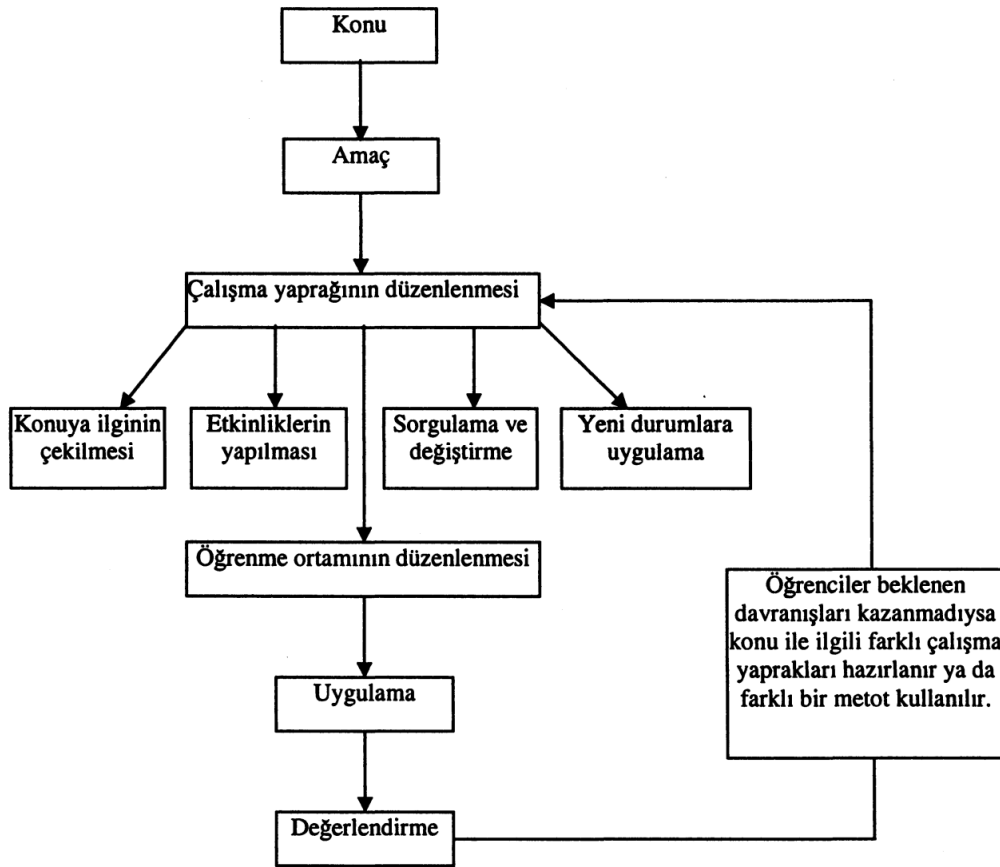 Konu
Amaç
Çalışma yaprağının düzenlenmesi
Konuya ilginin
çekilmesi
Etkinliklerin
yapılması
Sorgulama ve
değiştirme
Yeni durumlara
uygulama
Öğrenme ortamının düzenlenmesi
Öğrenciler beklenen
davranışları kazanmadıysa
konu ile ilgili farklı çalışma
yaprakları hazırlanır ya da
farklı bir metot kullanılır.
Uygulama
Değerlendirme